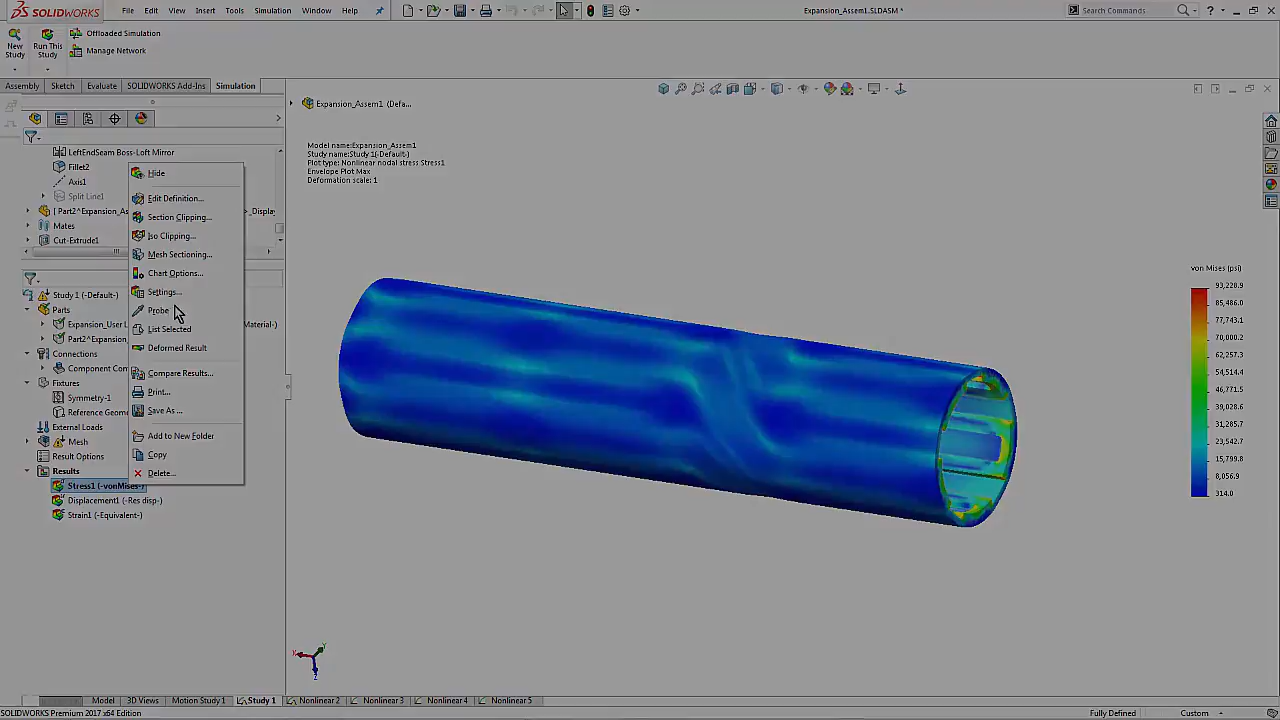 SOLIDWORKS File Edit View Insert Tools Simulation Window Help Expansion_Assem1.SLDASM * Search Commands
New Study
Run This Study
Offloaded Simulation
Manage Network
Assembly Sketch Evaluate SOLIDWORKS Add-Ins Simulation
Expansion_Assem1 (Defa...
Model name:Expansion_Assem1
Study name:Study 1(-Default-)
Plot type: Nonlinear nodal stress Stress1
Envelope Plot Max
Deformation scale: 1
LeftEndSeam Boss-Loft Mirror
Fillet2
Axis1
Split Line1
[ Part2^Expansion_As
_Displa
Mates
Cut-Extrude1
Study 1 (-Default-)
Parts
Expansion_User L
Material-)
Part2^Expansion
Connections
Component Con
Fixtures
Symmetry-1
Reference Geome
External Loads
Mesh
Result Options
Results
Stress1 (-vonMises-)
Displacement1 (-Res disp-)
Strain1 (-Equivalent-)
Hide
Edit Definition...
Section Clipping...
Iso Clipping...
Mesh Sectioning...
Chart Options...
Settings...
Probe
List Selected
Deformed Result
Compare Results...
Print...
Save As ...
Add to New Folder
Copy
Delete...
von Mises (psi)
93,228.9
85,486.0
62,257.3
54,514.4
46,771.5
39,028.6
31,285.7
23,542.7
15,799.8
8,056.9
314.0
X Y Z
Model 3D Views Motion Study 1 Study 1 Nonlinear 2 Nonlinear 3 Nonlinear 4 Nonlinear 5
SOLIDWORKS Premium 2017 x64 Edition Fully Defined Custom